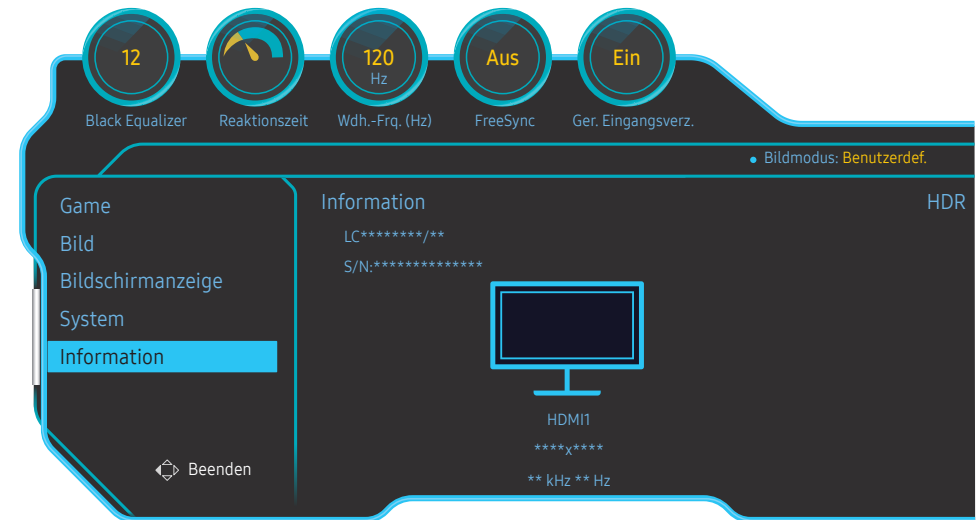 12
120
Hz
Aus
Ein
Black Equalizer
Reaktionszeit
Wdh.-Frq. (Hz)
FreeSync
Ger. Eingangsverz.
• Bildmodus: Benutzerdef.
Game
Bild
Bildschirmanzeige
System
Information
Beenden
Information
HDR
LC********/**
S/N:**************
HDMI1
****x****
** kHz ** Hz